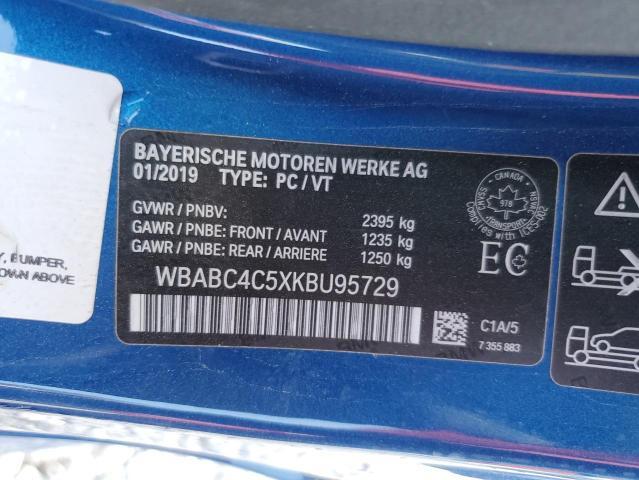 BAYERISCHE MOTOREN WERKE AG
01/2019 TYPE: PC / VT
GVWR / PNBV: 2395 kg
GAWR / PNBE: FRONT / AVANT 1235 kg
GAWR / PNBE: REAR / ARRIERE 1250 kg
WBABC4C5XKBU95729
CANADA
978
TRANSPORT
CMVSS
NSVAC
Complies with ICES-002
EC
C1A/5
7 355 883
Y, BUMPER,
OWN ABOVE